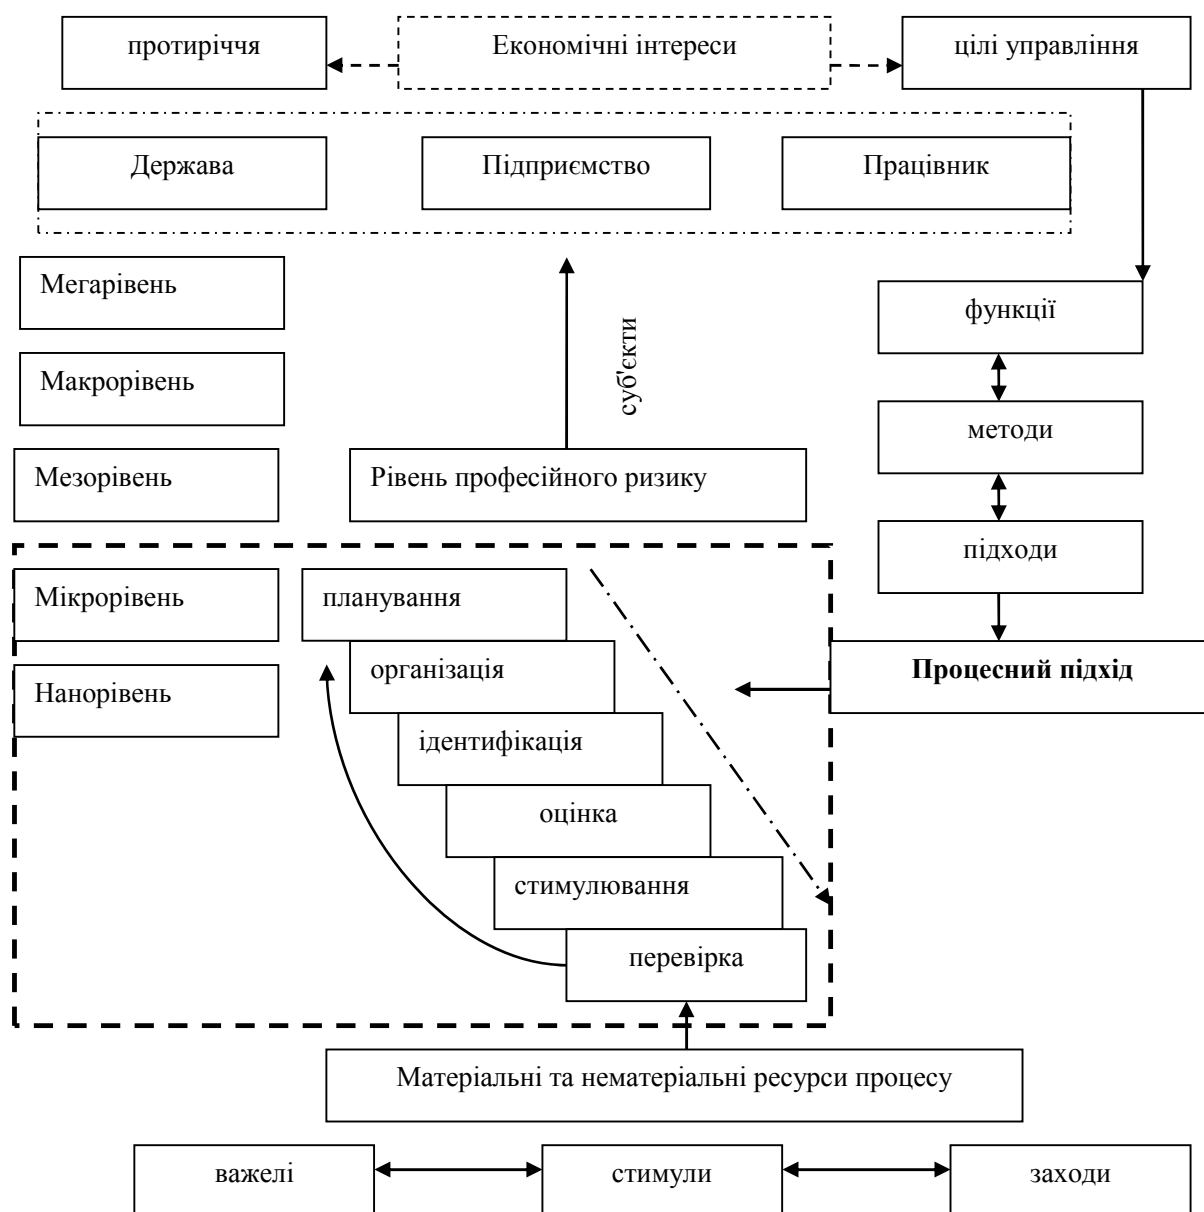 протиріччя
Економічні інтереси
цілі управління
Держава
Підприємство
Працівник
Мегарівень
функції
суб'єкти
Макрорівень
методи
Мезорівень
Рівень професійного ризику
підходи
Мікрорівень
планування
Процесний підхід
організація
Нанорівень
ідентифікація
оцінка
стимулювання
перевірка
Матеріальні та нематеріальні ресурси процесу
важелі
стимули
заходи